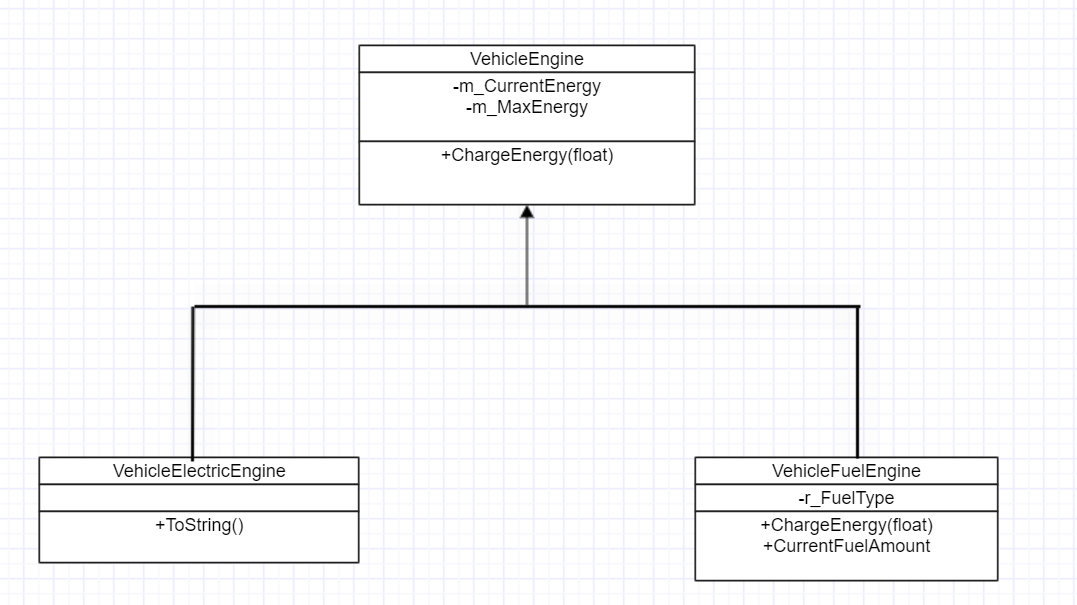 VehicleEngine
-m_CurrentEnergy
-m_MaxEnergy
+ChargeEnergy(float)
VehicleElectricEngine
+ToString()
VehicleFuelEngine
-r_FuelType
+ChargeEnergy(float)
+CurrentFuelAmount